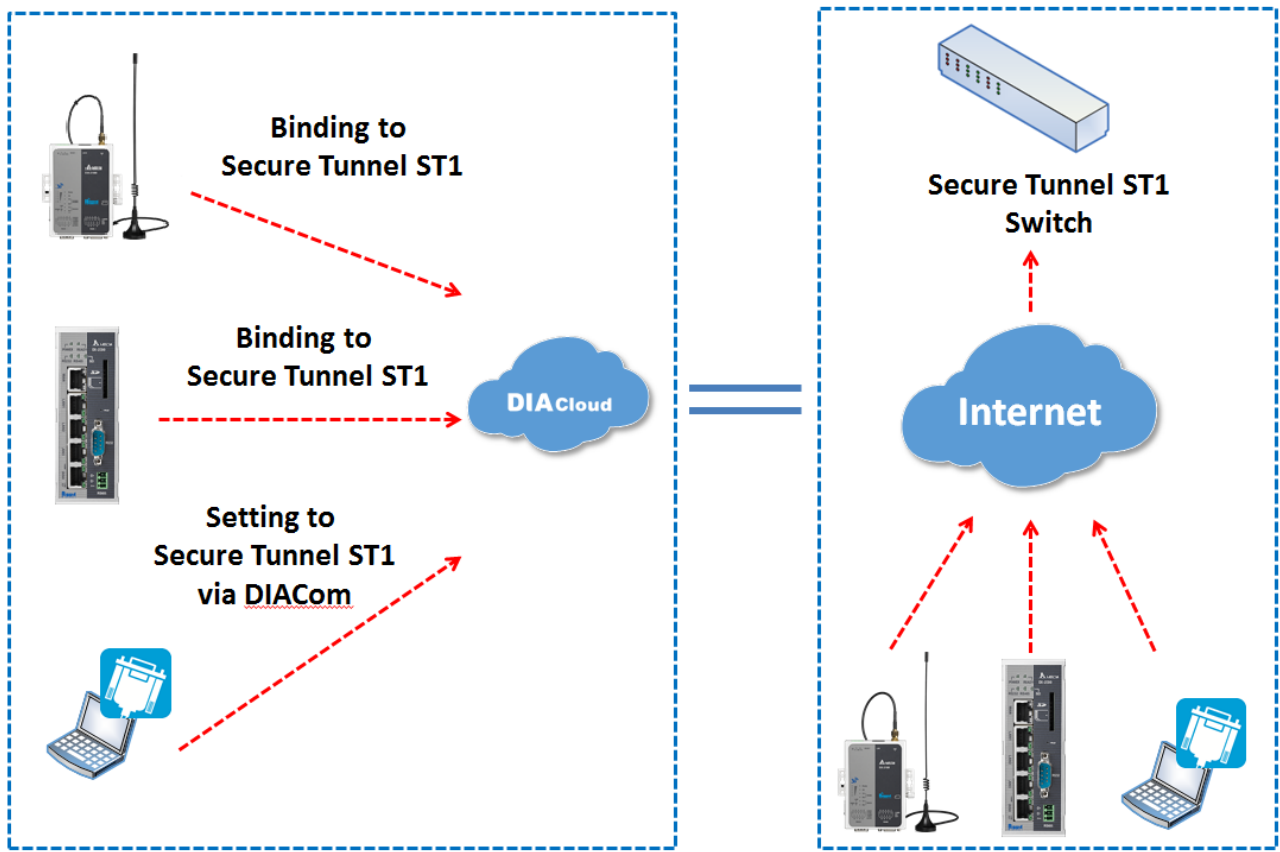 Binding to
Secure Tunnel ST1
Binding to
Secure Tunnel ST1
DIACloud
Setting to
Secure Tunnel ST1
via DIACom
Secure Tunnel ST1
Switch
Internet